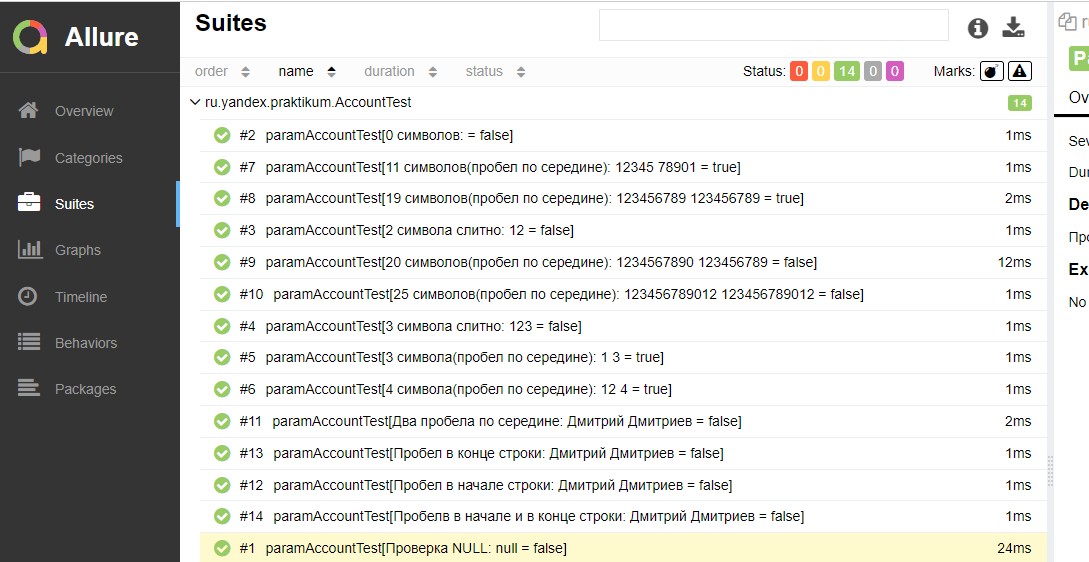 Allure
Overview
Categories
Suites
Graphs
Timeline
Behaviors
Packages
Suites
order name duration status Status: 0 0 14 0 0 Marks:
ru.yandex.praktikum.AccountTest 14
#2 paramAccountTest[0 символов: = false] 1ms
#7 paramAccountTest[11 символов(пробел по середине): 12345 78901 = true] 1ms
#8 paramAccountTest[19 символов(пробел по середине): 123456789 123456789 = true] 2ms
#3 paramAccountTest[2 символа слитно: 12 = false] 1ms
#9 paramAccountTest[20 символов(пробел по середине): 1234567890 123456789 = false] 12ms
#10 paramAccountTest[25 символов(пробел по середине): 123456789012 123456789012 = false] 1ms
#4 paramAccountTest[3 символа слитно: 123 = false] 1ms
#5 paramAccountTest[3 символа(пробел по середине): 1 3 = true] 1ms
#6 paramAccountTest[4 символа(пробел по середине): 12 4 = true] 1ms
#11 paramAccountTest[Два пробела по середине: Дмитрий Дмитриев = false] 2ms
#13 paramAccountTest[Пробел в конце строки: Дмитрий Дмитриев = false] 1ms
#12 paramAccountTest[Пробел в начале строки: Дмитрий Дмитриев = false] 1ms
#14 paramAccountTest[Пробелв в начале и в конце строки: Дмитрий Дмитриев = false] 1ms
#1 paramAccountTest[Проверка NULL: null = false] 24ms
Ov
Sev
Dur
De
Про
Ex
No